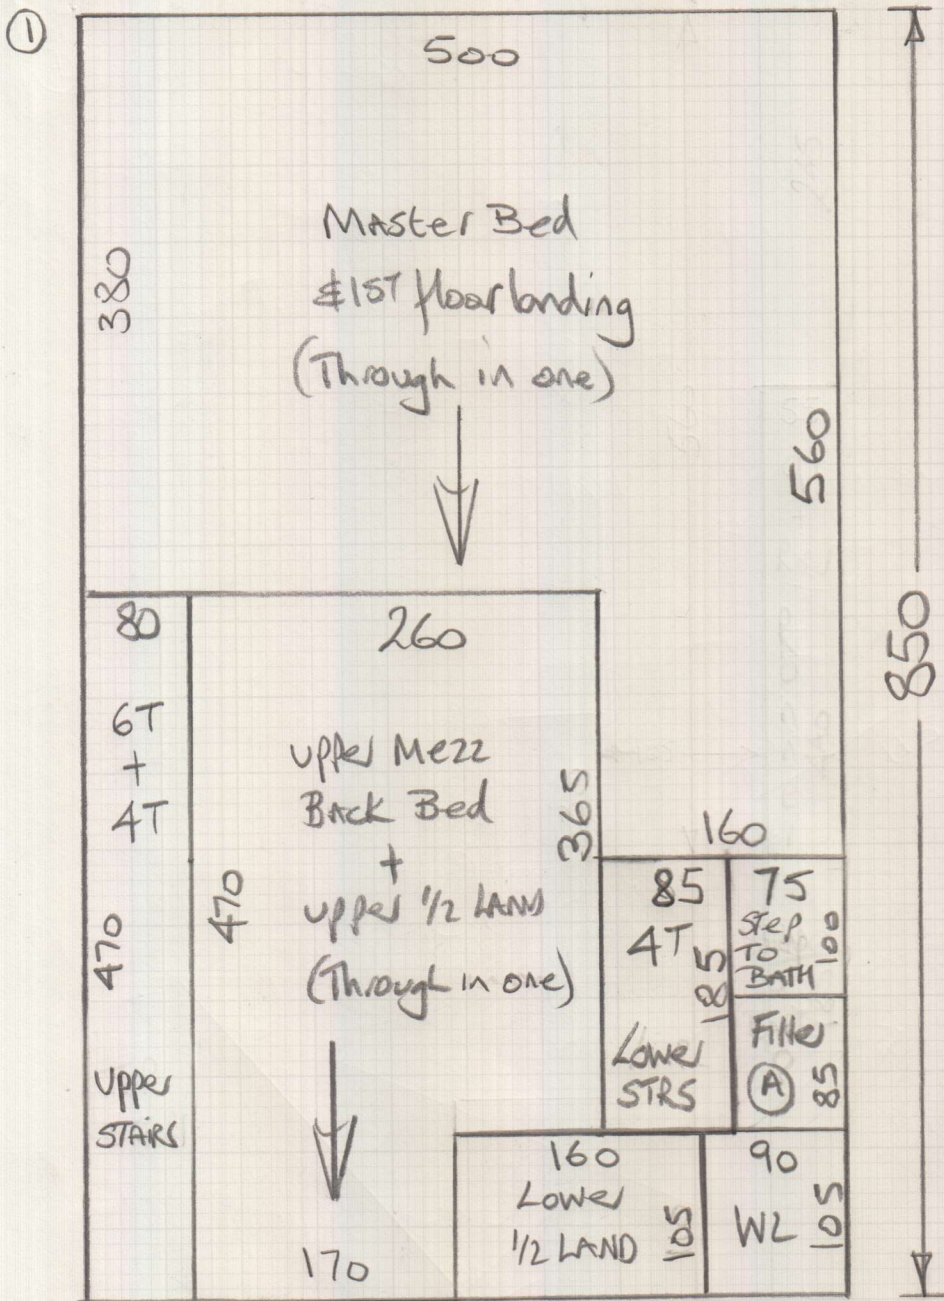 ①
500
Master Bed
& 1ST floor landing
(Through in one)
380
560
850
80
6T
+
4T
470
Upper
STAIRS
260
upper Mezz
Back Bed
+
upper 1/2 LAND
(Through in one)
470
365
170
160
85
4T
185
Lower
STRS
75
Step
TO
BATH
100
Filler
Ⓐ
85
160
Lower
1/2 LAND
105
90
105